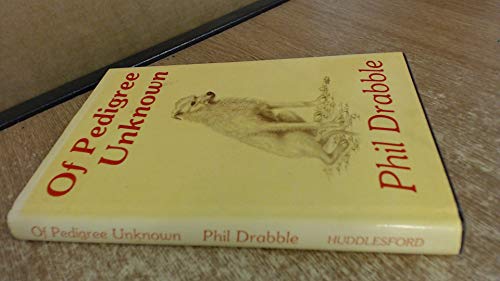 Of Pedigree
Unknown
Phil Drabble
Of Pedigree Unknown Phil Drabble HUDDLESFORD